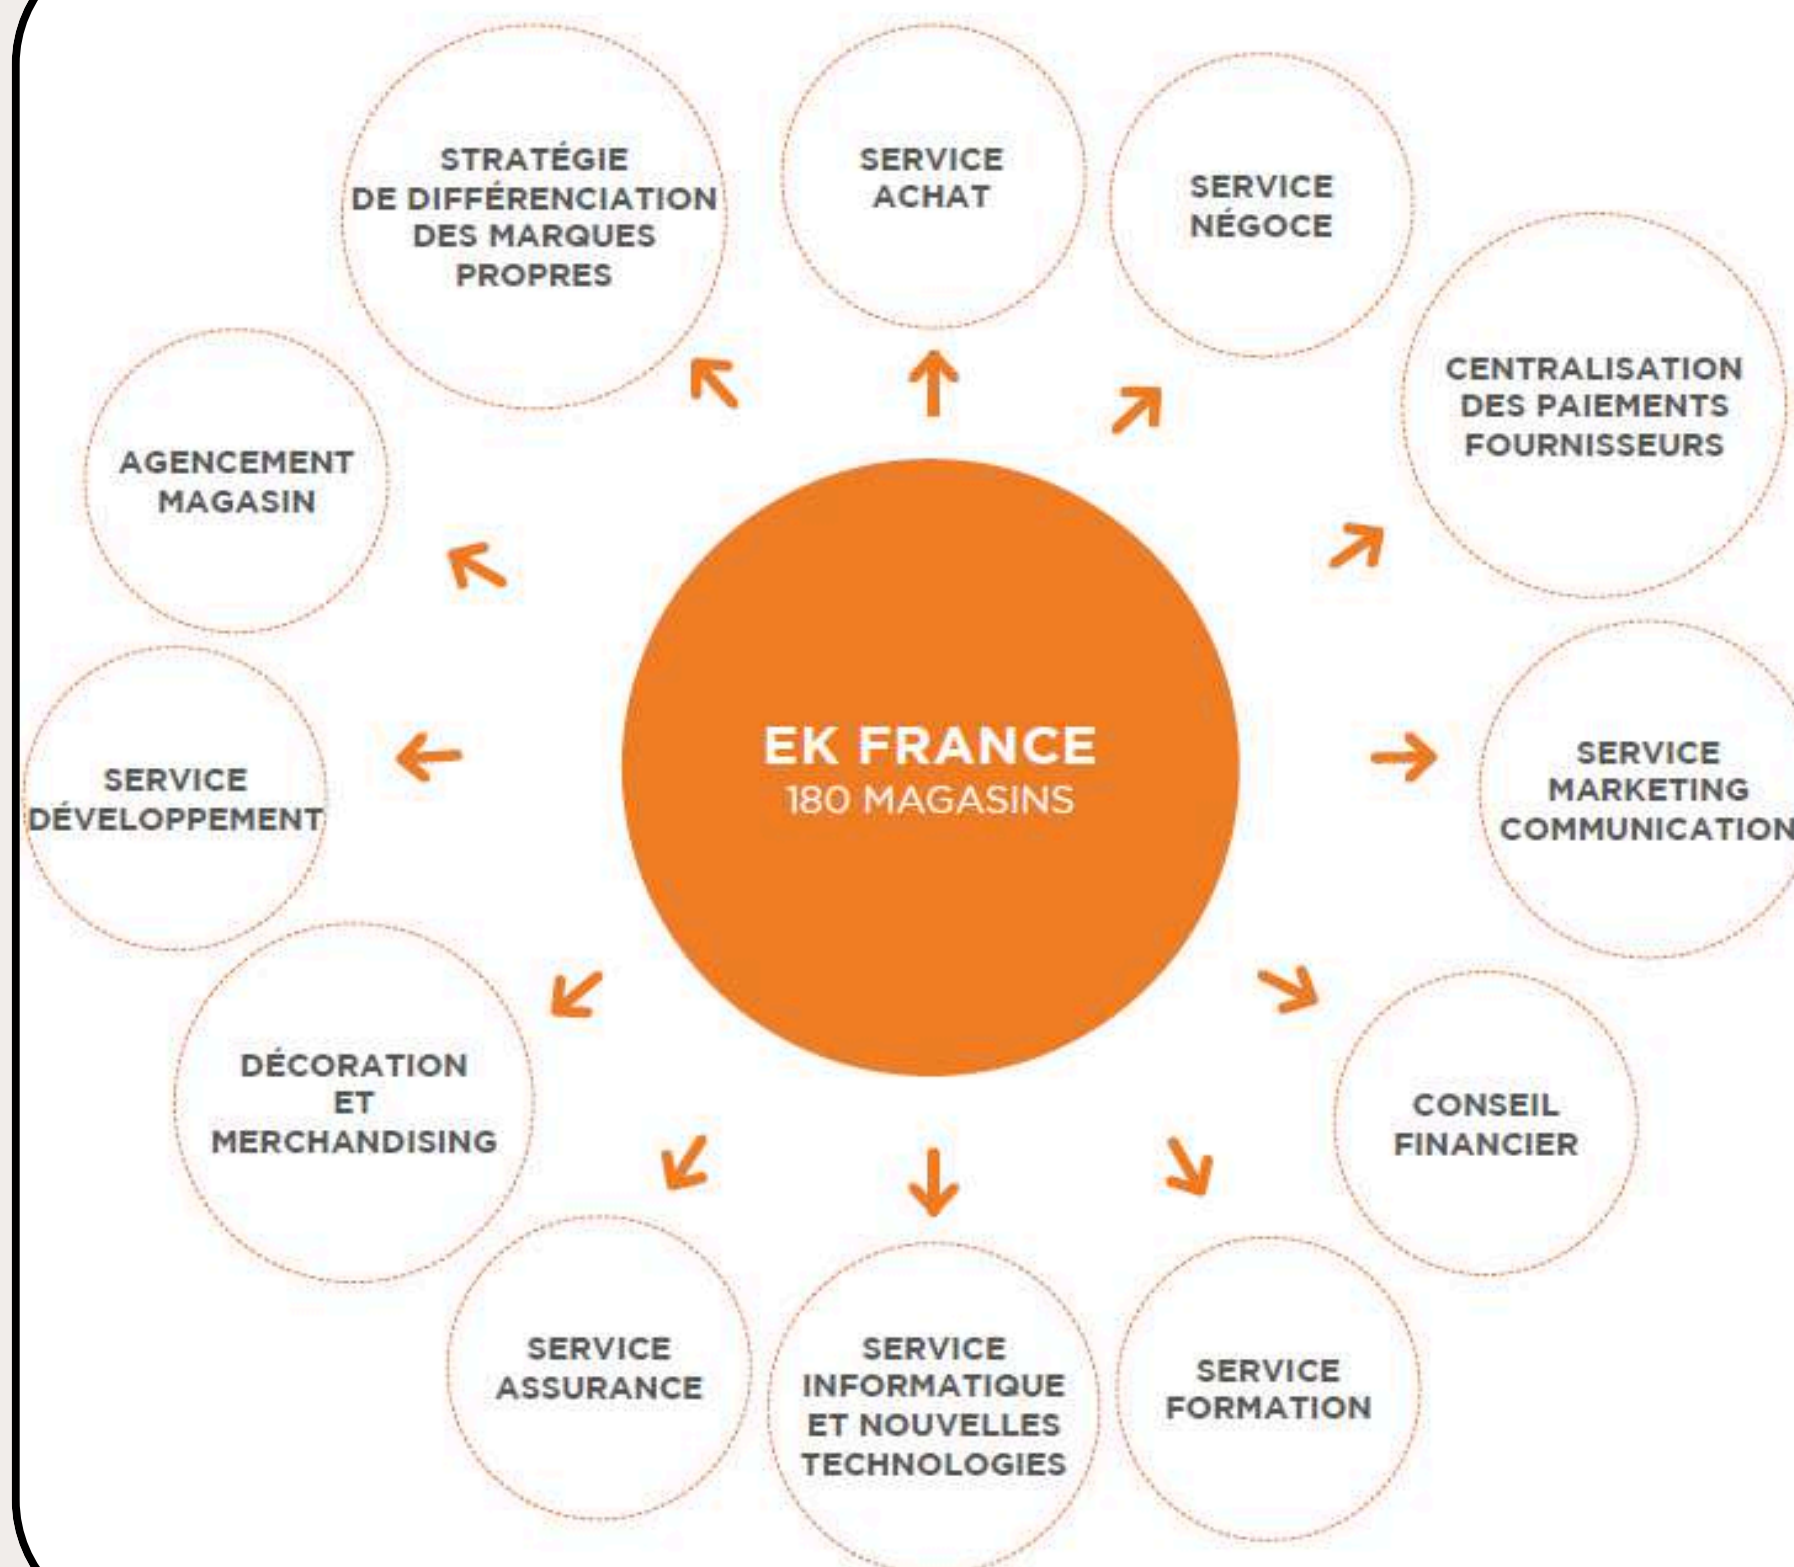 STRATÉGIE
DE DIFFÉRENCIATION
DES MARQUES
PROPRES
SERVICE
ACHAT
SERVICE
NÉGOCE
CENTRALISATION
DES PAIEMENTS
FOURNISSEURS
AGENCEMENT
MAGASIN
EK FRANCE
180 MAGASINS
SERVICE
MARKETING
COMMUNICATION
SERVICE
DÉVELOPPEMENT
DÉCORATION
ET
MERCHANDISING
CONSEIL
FINANCIER
SERVICE
ASSURANCE
SERVICE
INFORMATIQUE
ET NOUVELLES
TECHNOLOGIES
SERVICE
FORMATION